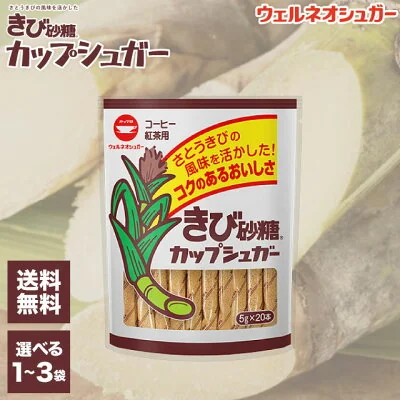 さとうきびの風味を活かした
きび砂糖
カップシュガー
ウェルネオシュガー
カップ印
ウェルネオシュガー
コーヒー
紅茶用
さとうきびの
風味を活かした!
コクのあるおいしさ
きび砂糖®
カップシュガー
5g×20本
送料
無料
選べる
1~3袋